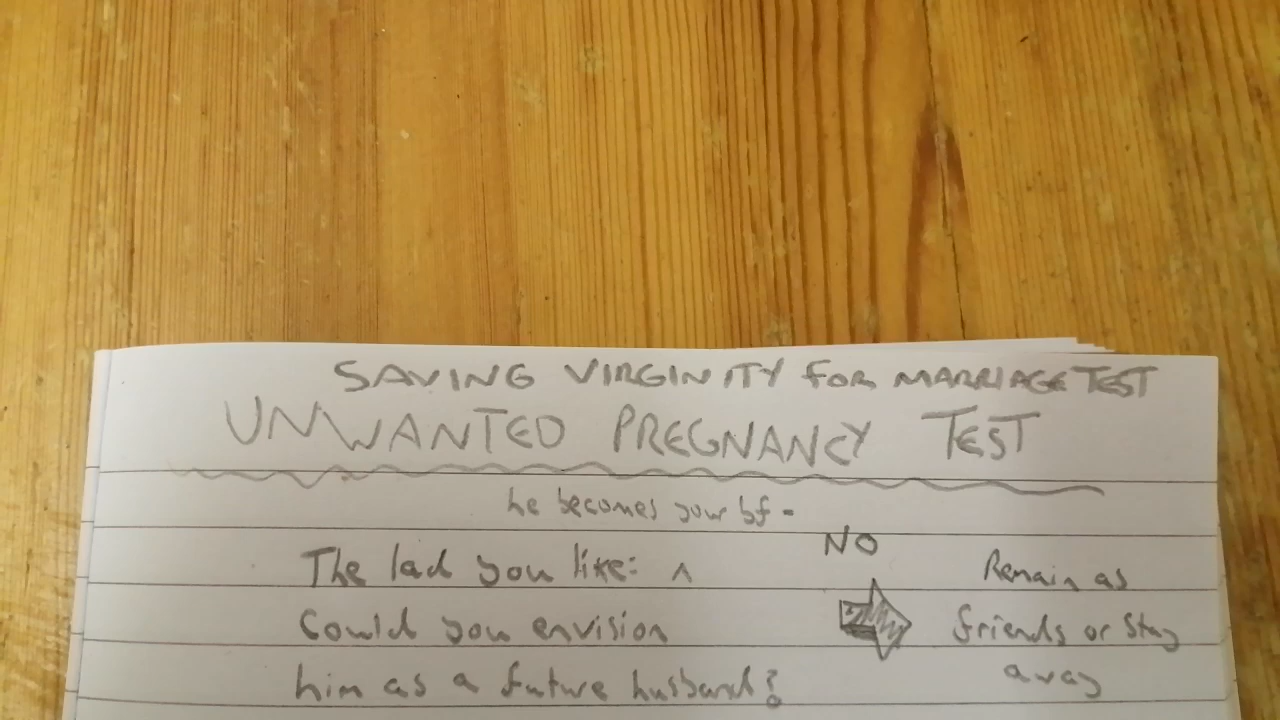 SAVING VIRGINITY FOR MARRIAGE TEST
UNWANTED PREGNANCY TEST
he becomes your bf -
The lad you like: ^
Could you envision
him as a future husband?
NO
Remain as
friends or stay
away